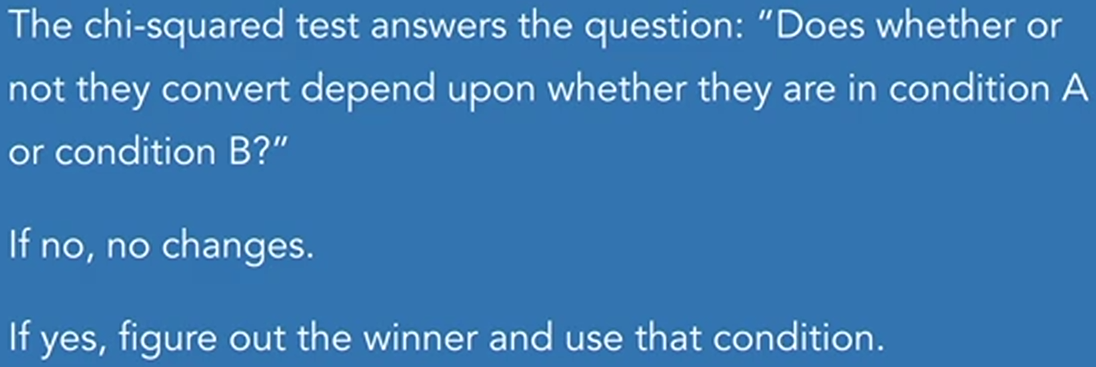 The chi-squared test answers the question: “Does whether or
not they convert depend upon whether they are in condition A
or condition B?”
If no, no changes.
If yes, figure out the winner and use that condition.